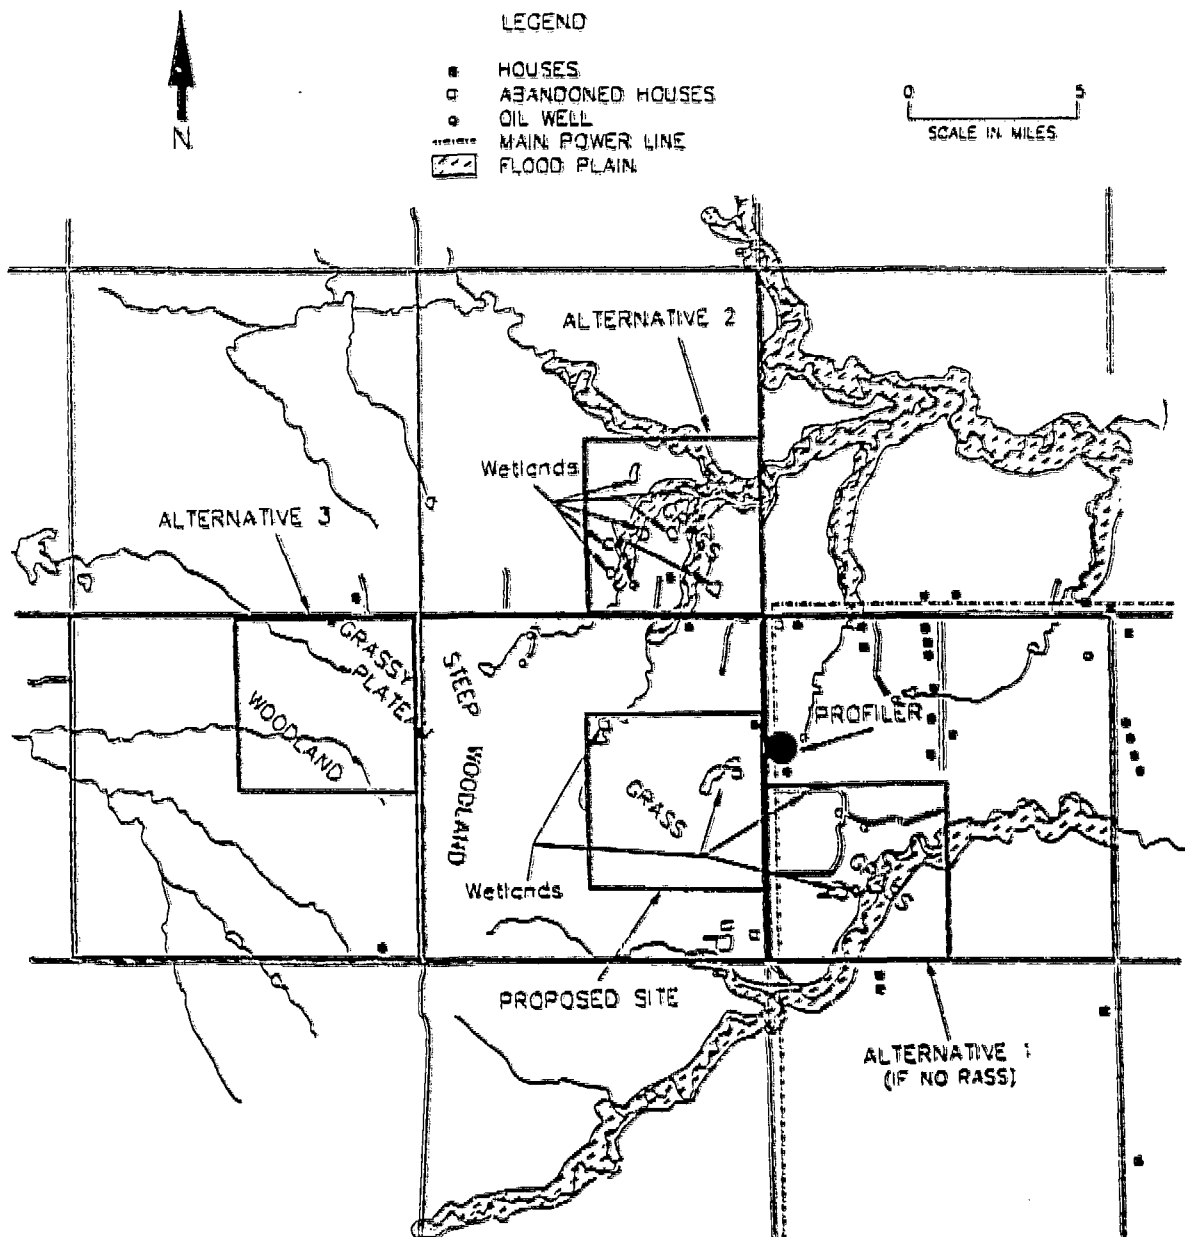 LEGEND
HOUSES
ABANDONED HOUSES
OIL WELL
MAIN POWER LINE
FLOOD PLAIN
N
0 5
SCALE IN MILES
ALTERNATIVE 2
Wetlands
ALTERNATIVE 3
GRASSY
PLATEAU
WOODLAND
STEEP
WOODLAND
PROFILER
GRASS
Wetlands
PROPOSED SITE
ALTERNATIVE 1
(IF NO RASS)